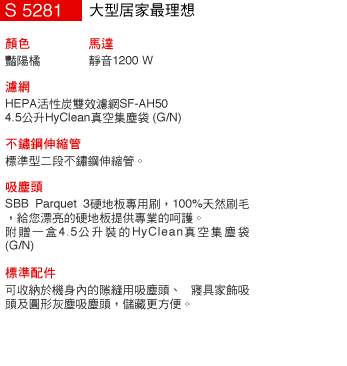 S 5281 大型居家最理想
顏色 馬達
豔陽橘 靜音1200 W
濾網
HEPA活性炭雙效濾網SF-AH50
4.5公升HyClean真空集塵袋 (G/N)
不鏽鋼伸縮管
標準型二段不鏽鋼伸縮管。
吸塵頭
SBB Parquet 3硬地板專用刷，100%天然刷毛
，給您漂亮的硬地板提供專業的呵護。
附贈一盒4.5公升裝的HyClean真空集塵袋
(G/N)
標準配件
可收納於機身內的隙縫用吸塵頭、 寢具家飾吸
頭及圓形灰塵吸塵頭，儲藏更方便。